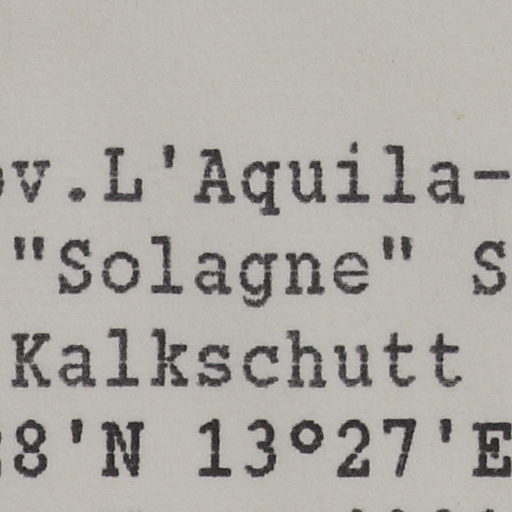 ov.L'Aquila-
"Solagne" S
Kalkschutt
28'N 13°27'E